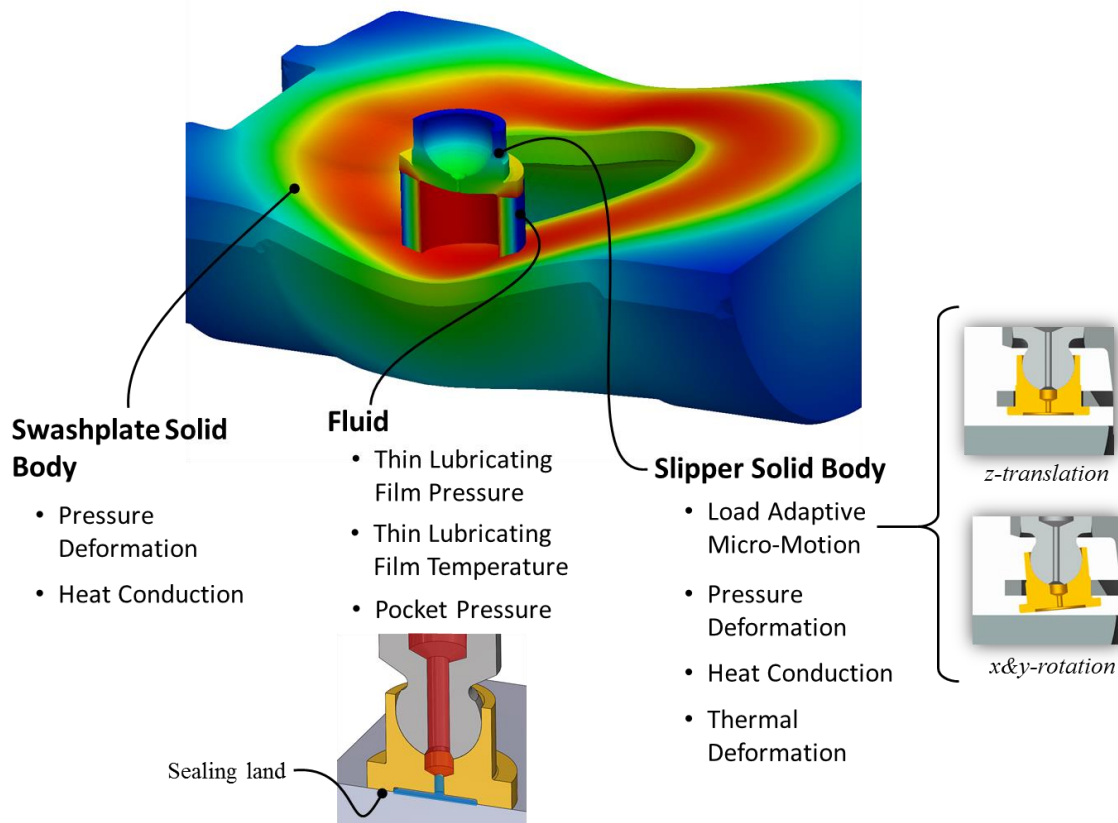 Swashplate Solid
Body
• Pressure
Deformation
• Heat Conduction
Fluid
• Thin Lubricating
Film Pressure
• Thin Lubricating
Film Temperature
• Pocket Pressure
Sealing land
Slipper Solid Body
• Load Adaptive
Micro-Motion
• Pressure
Deformation
• Heat Conduction
• Thermal
Deformation
z-translation
x&y-rotation